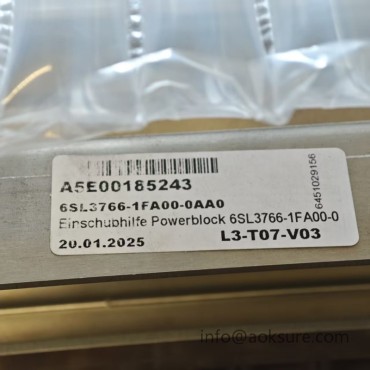 A5E00185243
6SL3766-1FA00-0AA0
Einschubhilfe Powerblock 6SL3766-1FA00-0
20.01.2025
L3-T07-V03
6451029156
info@aoksure.com